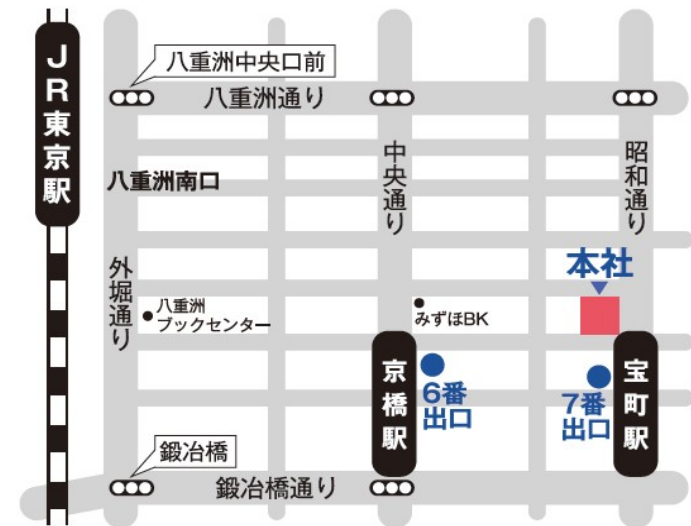 JR東京駅
八重洲中央口前
八重洲通り
八重洲南口
中央通り
昭和通り
外堀通り
八重洲
ブックセンター
みずほBK
本社
京橋駅
6番
出口
7番
出口
宝町駅
鍛冶橋
鍛冶橋通り